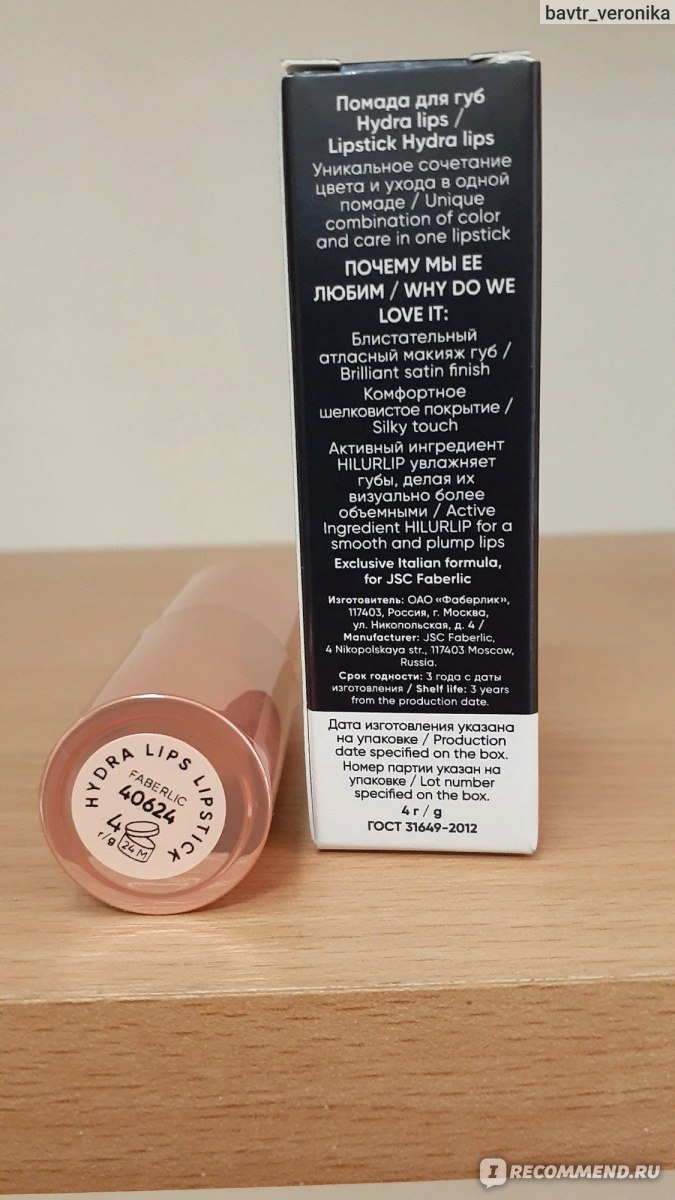 bavtr_veronika
Помада для губ
Hydra lips /
Lipstick Hydra lips
Уникальное сочетание
цвета и ухода в одной
помаде / Unique
combination of color
and care in one lipstick
ПОЧЕМУ МЫ ЕЕ
ЛЮБИМ / WHY DO WE
LOVE IT:
Блистательный
атласный макияж губ /
Brilliant satin finish
Комфортное
шелковистое покрытие /
Silky touch
Активный ингредиент
HILURLIP увлажняет
губы, делая их
визуально более
объемными / Active
Ingredient HILURLIP for a
smooth and plump lips
Exclusive Italian formula,
for JSC Faberlic
Изготовитель: ОАО «Фаберлик»,
117403, Россия, г. Москва,
ул. Никопольская, д. 4 /
Manufacturer: JSC Faberlic,
4 Nikopolskaya str., 117403 Moscow,
Russia.
Срок годности: 3 года с даты
изготовления / Shelf life: 3 years
from the production date.
Дата изготовления указана
на упаковке / Production
date specified on the box.
Номер партии указан на
упаковке / Lot number
specified on the box.
4 г / g
ГОСТ 31649-2012
HYDRA LIPS LIPSTICK
FABERLIC
40624
4
г/g
24 M
IRECOMMEND.RU